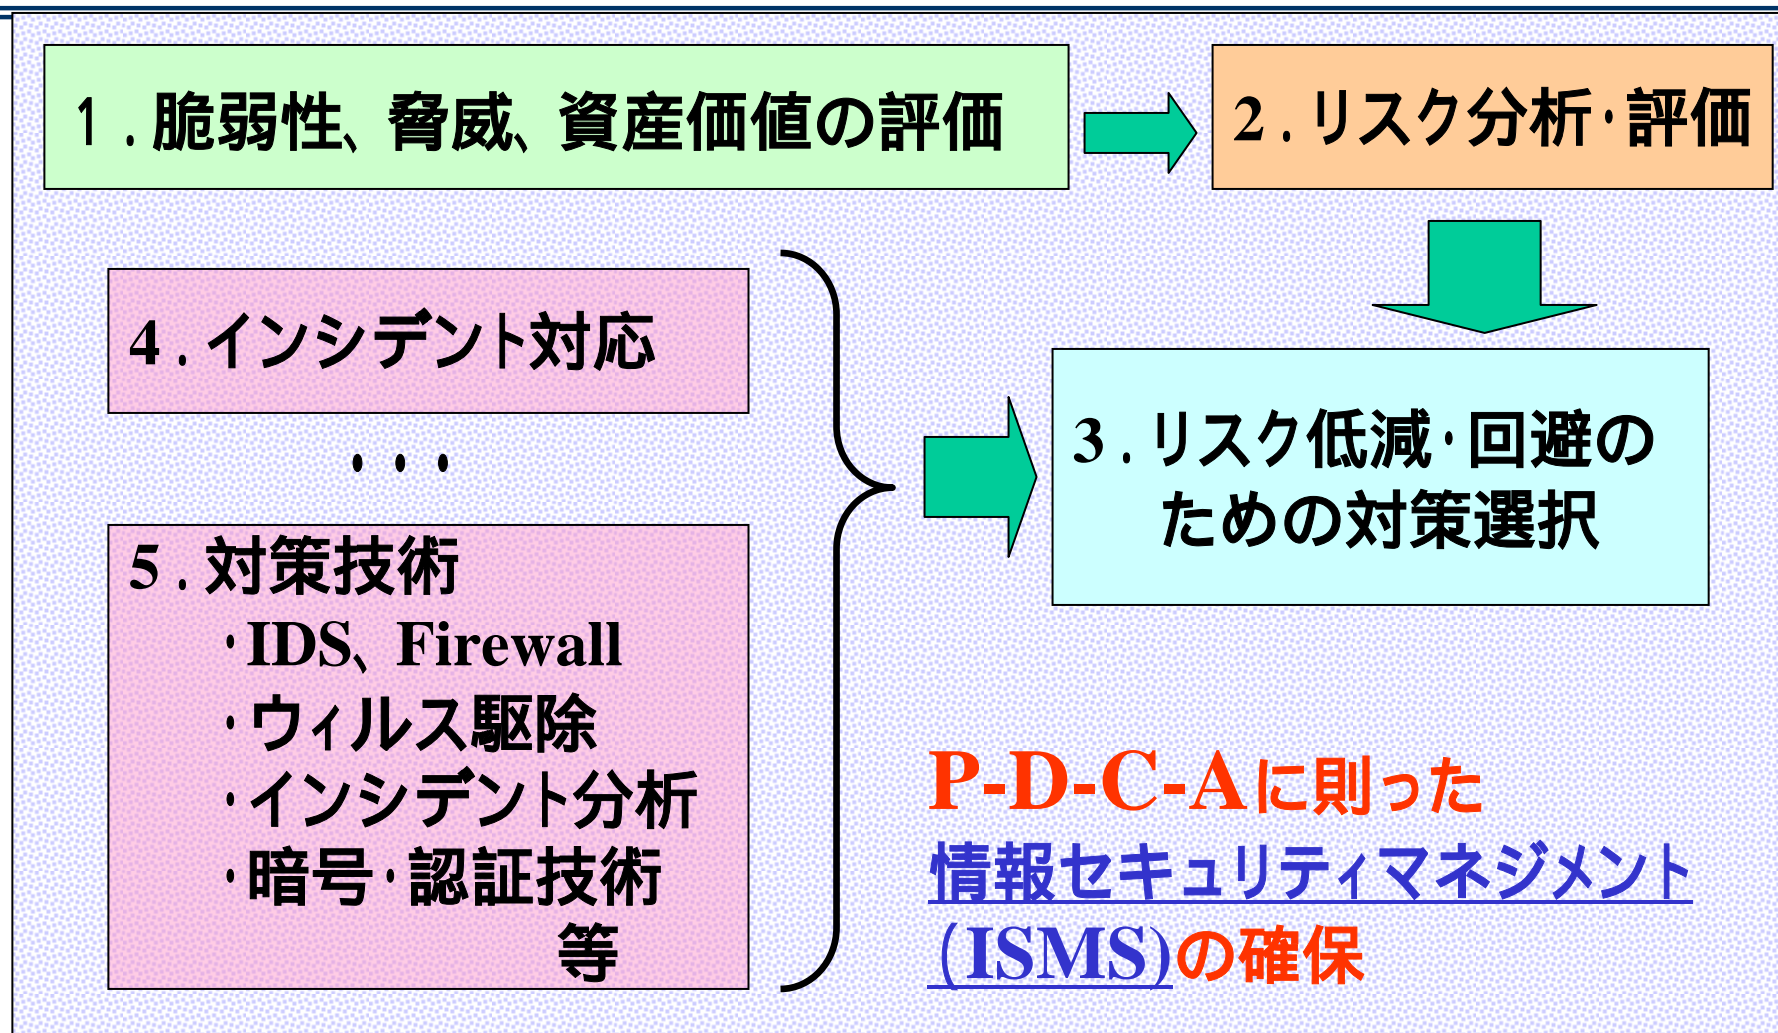 1．脆弱性、脅威、資産価値の評価
2．リスク分析・評価
3．リスク低減・回避の
ための対策選択
4．インシデント対応
・・・
5．対策技術
・IDS、Firewall
・ウィルス駆除
・インシデント分析
・暗号・認証技術
等
P-D-C-Aに則った
情報セキュリティマネジメント
(ISMS)の確保